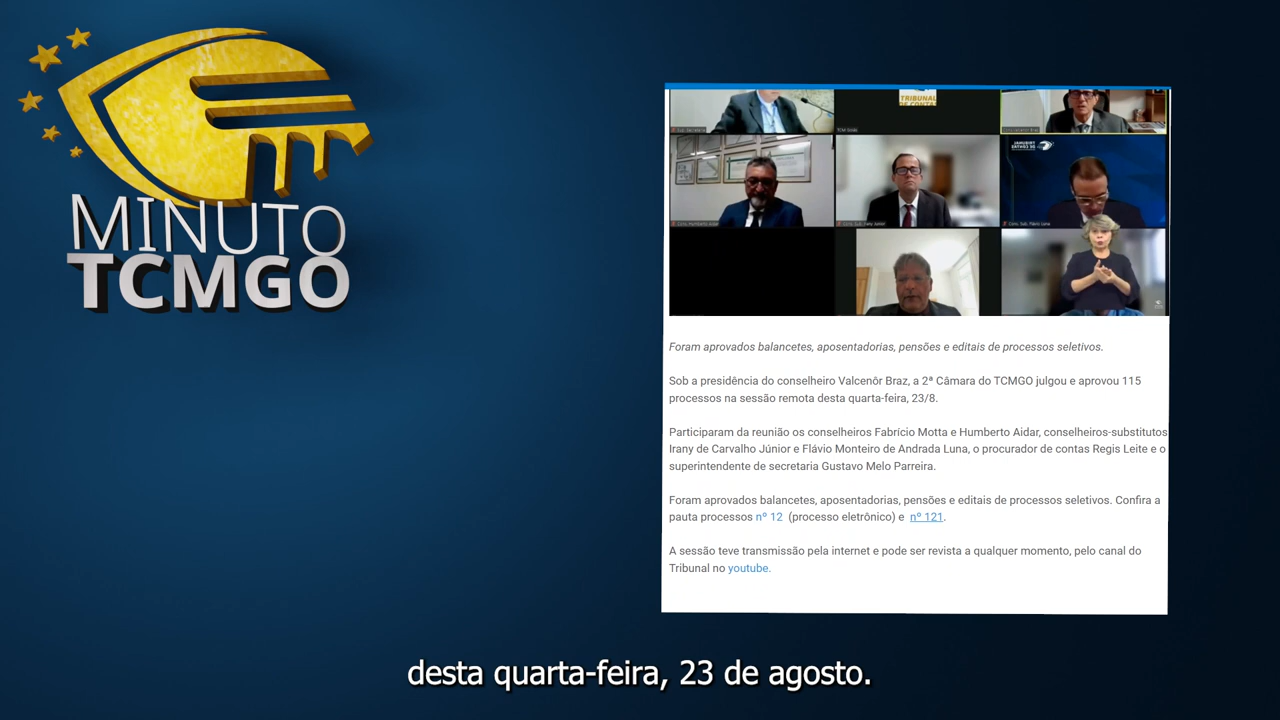 MINUTO
TCMGO
TRIBUNAL
DE CONTAS
Foram aprovados balancetes, aposentadorias, pensões e editais de processos seletivos.
Sob a presidência do conselheiro Valcenôr Braz, a 2ª Câmara do TCMGO julgou e aprovou 115
processos na sessão remota desta quarta-feira, 23/8.
Participaram da reunião os conselheiros Fabrício Motta e Humberto Aidar, conselheiros-substitutos
Irany de Carvalho Júnior e Flávio Monteiro de Andrada Luna, o procurador de contas Regis Leite e o
superintendente de secretaria Gustavo Melo Parreira.
Foram aprovados balancetes, aposentadorias, pensões e editais de processos seletivos. Confira a
pauta processos nº 12 (processo eletrônico) e nº 121.
A sessão teve transmissão pela internet e pode ser revista a qualquer momento, pelo canal do
Tribunal no youtube.
desta quarta-feira, 23 de agosto.